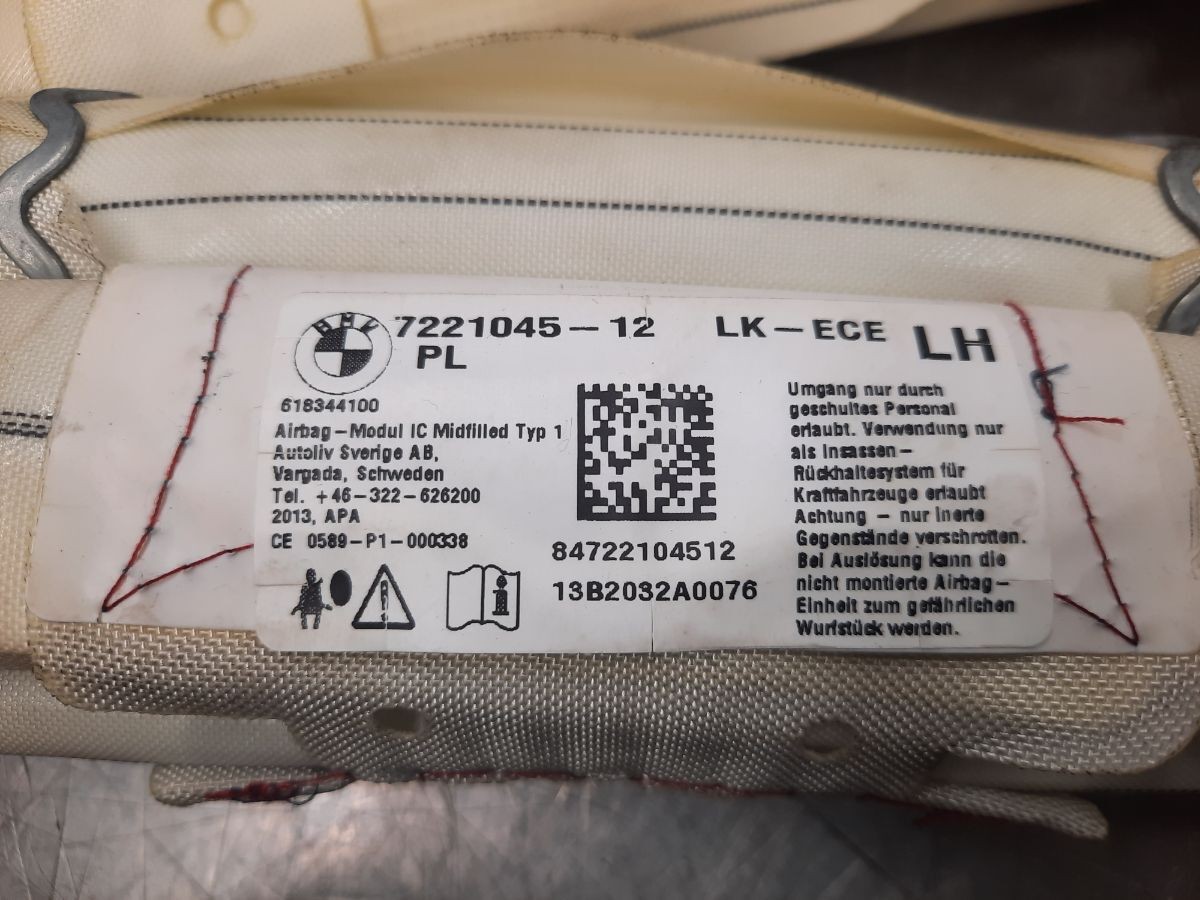 BMW
7221045-12 LK-ECE LH
PL
618344100
Airbag-Modul IC Midfilled Typ 1
Autoliv Sverige AB,
Vargada, Schweden
Tel. +46-322-626200
2013, APA
CE 0589-P1-000338
84722104512
13B2032A0076
Umgang nur durch
geschultes Personal
erlaubt. Verwendung nur
als Insassen-
Rückhaltesystem für
Kraftfahrzeuge erlaubt
Achtung - nur inerte
Gegenstände verschrotten.
Bei Auslösung kann die
nicht montierte Airbag-
Einheit zum gefährlichen
Wurfstück werden.